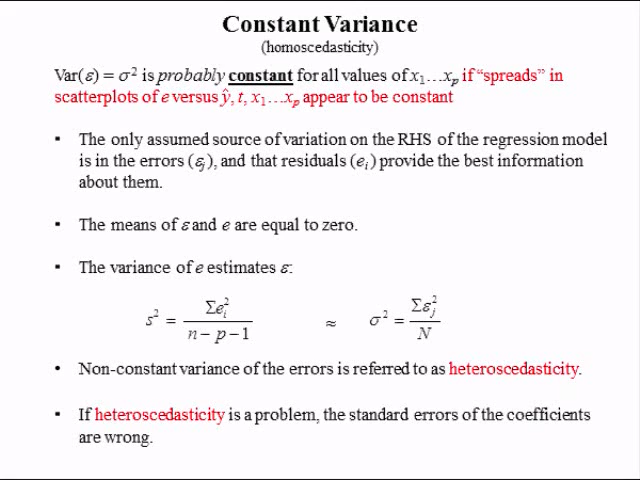 Constant Variance
(homoscedasticity)
Var(ε) = σ² is probably constant for all values of x₁…xₚ if “spreads” in
scatterplots of e versus ŷ, t, x₁…xₚ appear to be constant
▪ The only assumed source of variation on the RHS of the regression model
is in the errors (εⱼ), and that residuals (eᵢ) provide the best information
about them.
▪ The means of ε and e are equal to zero.
▪ The variance of e estimates ε:
s² = Σeᵢ² / (n − p − 1) ≈ σ² = Σεⱼ² / N
▪ Non-constant variance of the errors is referred to as heteroscedasticity.
▪ If heteroscedasticity is a problem, the standard errors of the coefficients
are wrong.